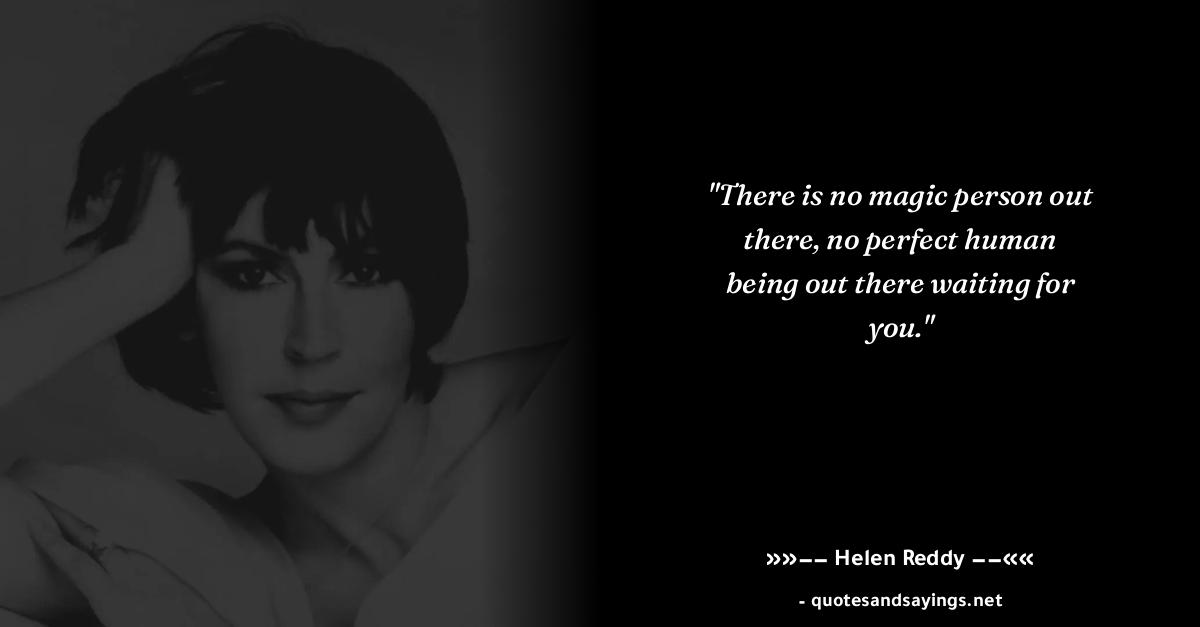 "There is no magic person out
there, no perfect human
being out there waiting for
you."
»»−− Helen Reddy −−««
- quotesandsayings.net